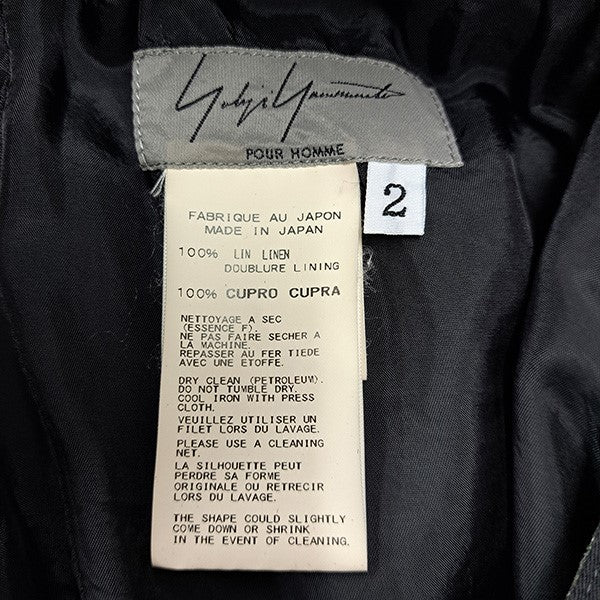 Yohji Yamamoto
POUR HOMME
2
FABRIQUE AU JAPON
MADE IN JAPAN
100% LIN LINEN
DOUBLURE LINING
100% CUPRO CUPRA
NETTOYAGE A SEC
(ESSENCE F).
NE PAS FAIRE SECHER A
LA MACHINE.
REPASSER AU FER TIEDE
AVEC UNE ETOFFE.
DRY CLEAN (PETROLEUM).
DO NOT TUMBLE DRY.
COOL IRON WITH PRESS
CLOTH.
VEUILLEZ UTILISER UN
FILET LORS DU LAVAGE.
PLEASE USE A CLEANING
NET.
LA SILHOUETTE PEUT
PERDRE SA FORME
ORIGINALE OU RETRECIR
LORS DU LAVAGE.
THE SHAPE COULD SLIGHTLY
COME DOWN OR SHRINK
IN THE EVENT OF CLEANING.